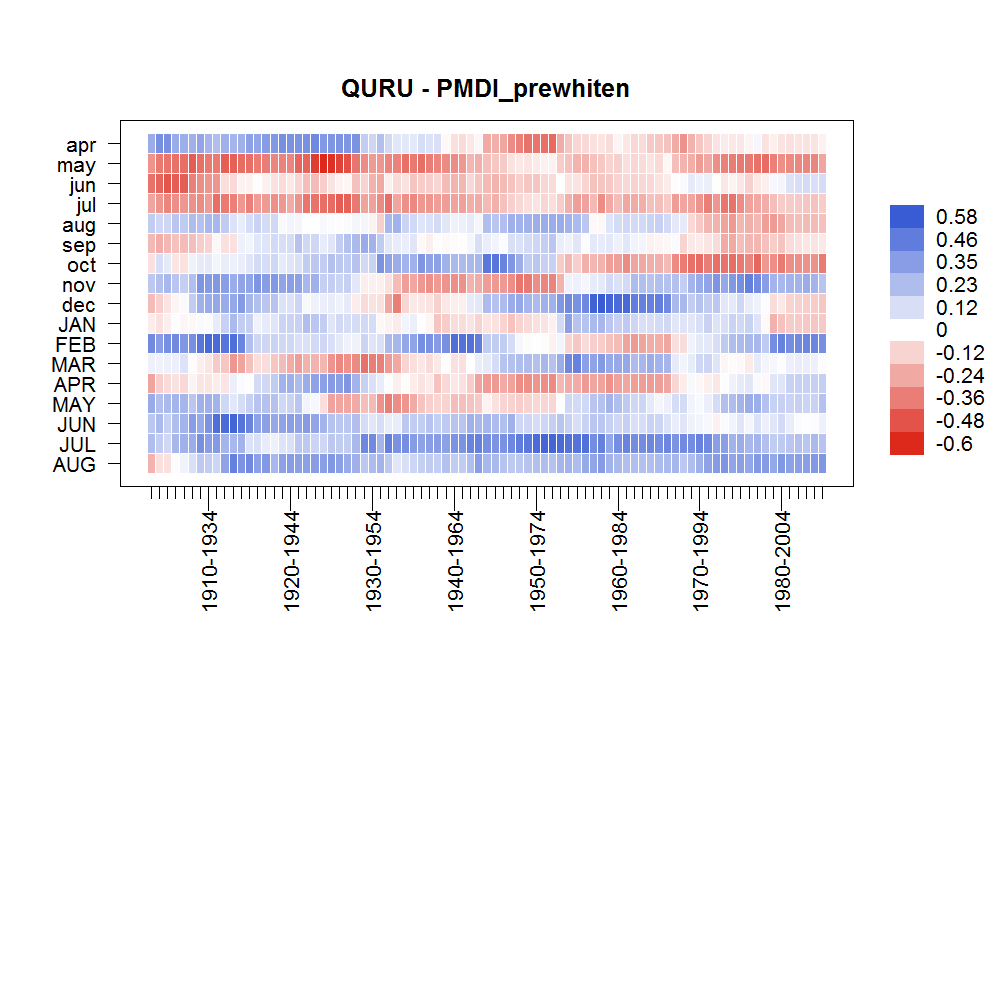 QURU - PMDI_prewhiten
apr
may
jun
jul
aug
sep
oct
nov
dec
JAN
FEB
MAR
APR
MAY
JUN
JUL
AUG
0.58
0.46
0.35
0.23
0.12
0
-0.12
-0.24
-0.36
-0.48
-0.6
1910-1934
1920-1944
1930-1954
1940-1964
1950-1974
1960-1984
1970-1994
1980-2004